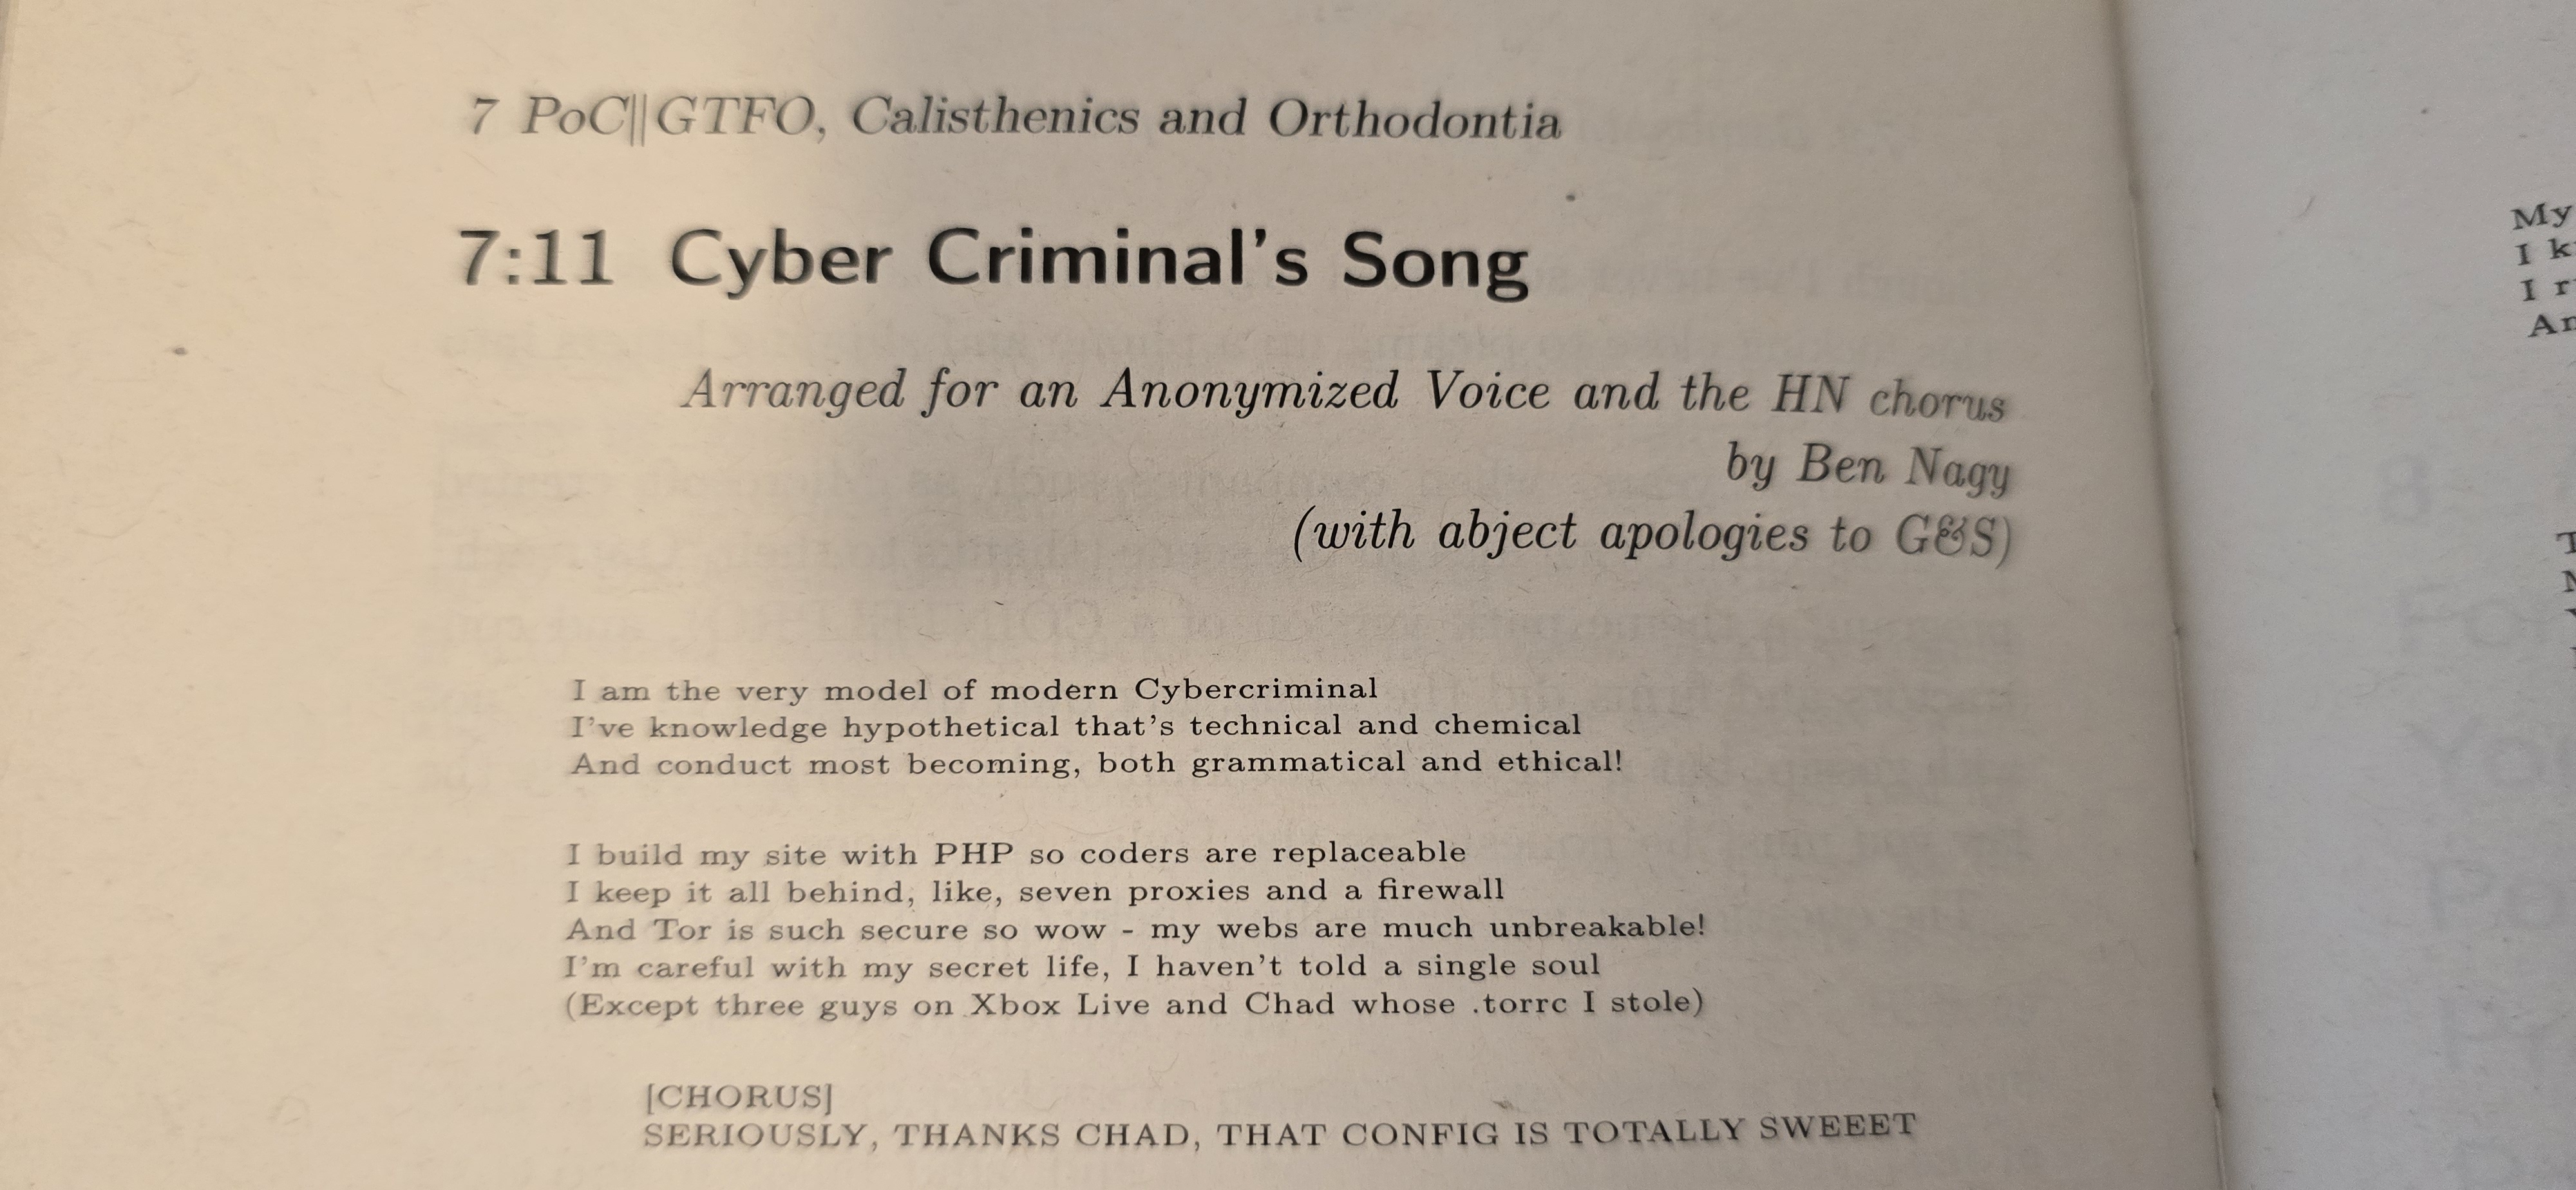 7 PoC||GTFO, Calisthenics and Orthodontia
7:11 Cyber Criminal's Song
Arranged for an Anonymized Voice and the HN chorus
by Ben Nagy
(with abject apologies to G&S)
I am the very model of modern Cybercriminal
I've knowledge hypothetical that's technical and chemical
And conduct most becoming, both grammatical and ethical!
I build my site with PHP so coders are replaceable
I keep it all behind, like, seven proxies and a firewall
And Tor is such secure so wow - my webs are much unbreakable!
I'm careful with my secret life, I haven't told a single soul
(Except three guys on Xbox Live and Chad whose .torrc I stole)
[CHORUS]
SERIOUSLY, THANKS CHAD, THAT CONFIG IS TOTALLY SWEEET
My
I
I